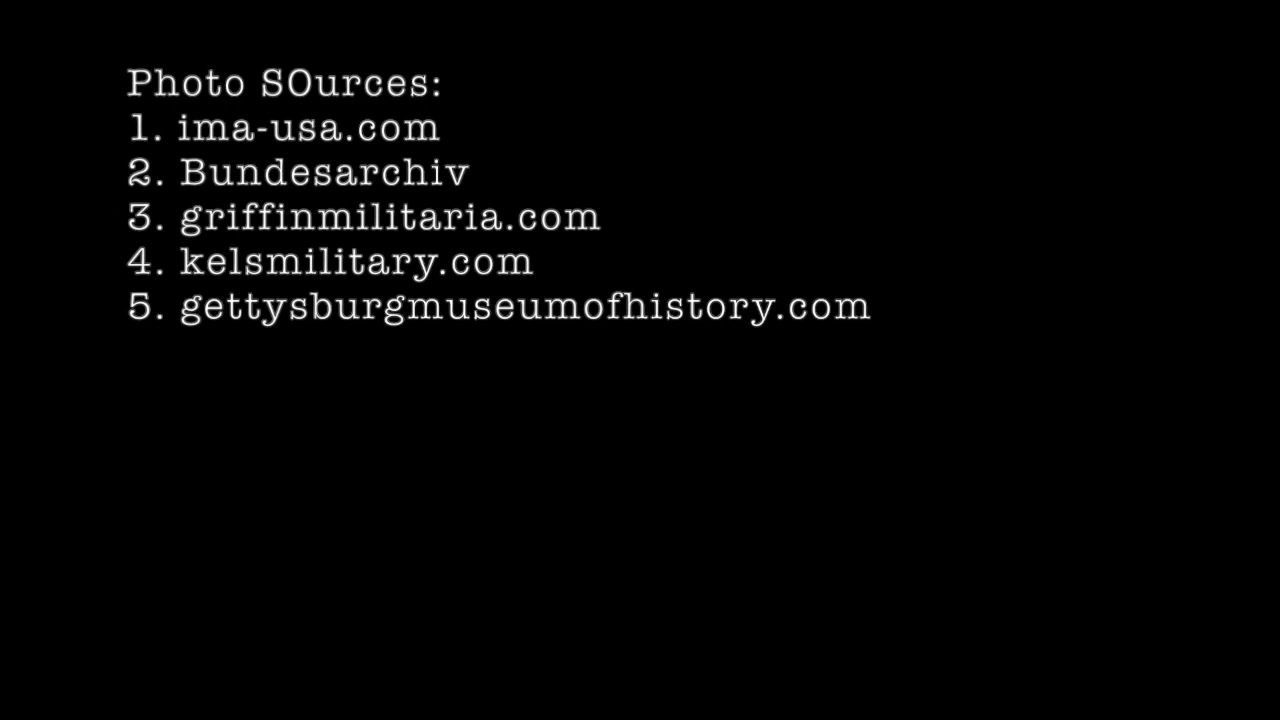 Photo SOurces:
1. ima-usa.com
2. Bundesarchiv
3. griffinmilitaria.com
4. kelsmilitary.com
5. gettysburgmuseumofhistory.com